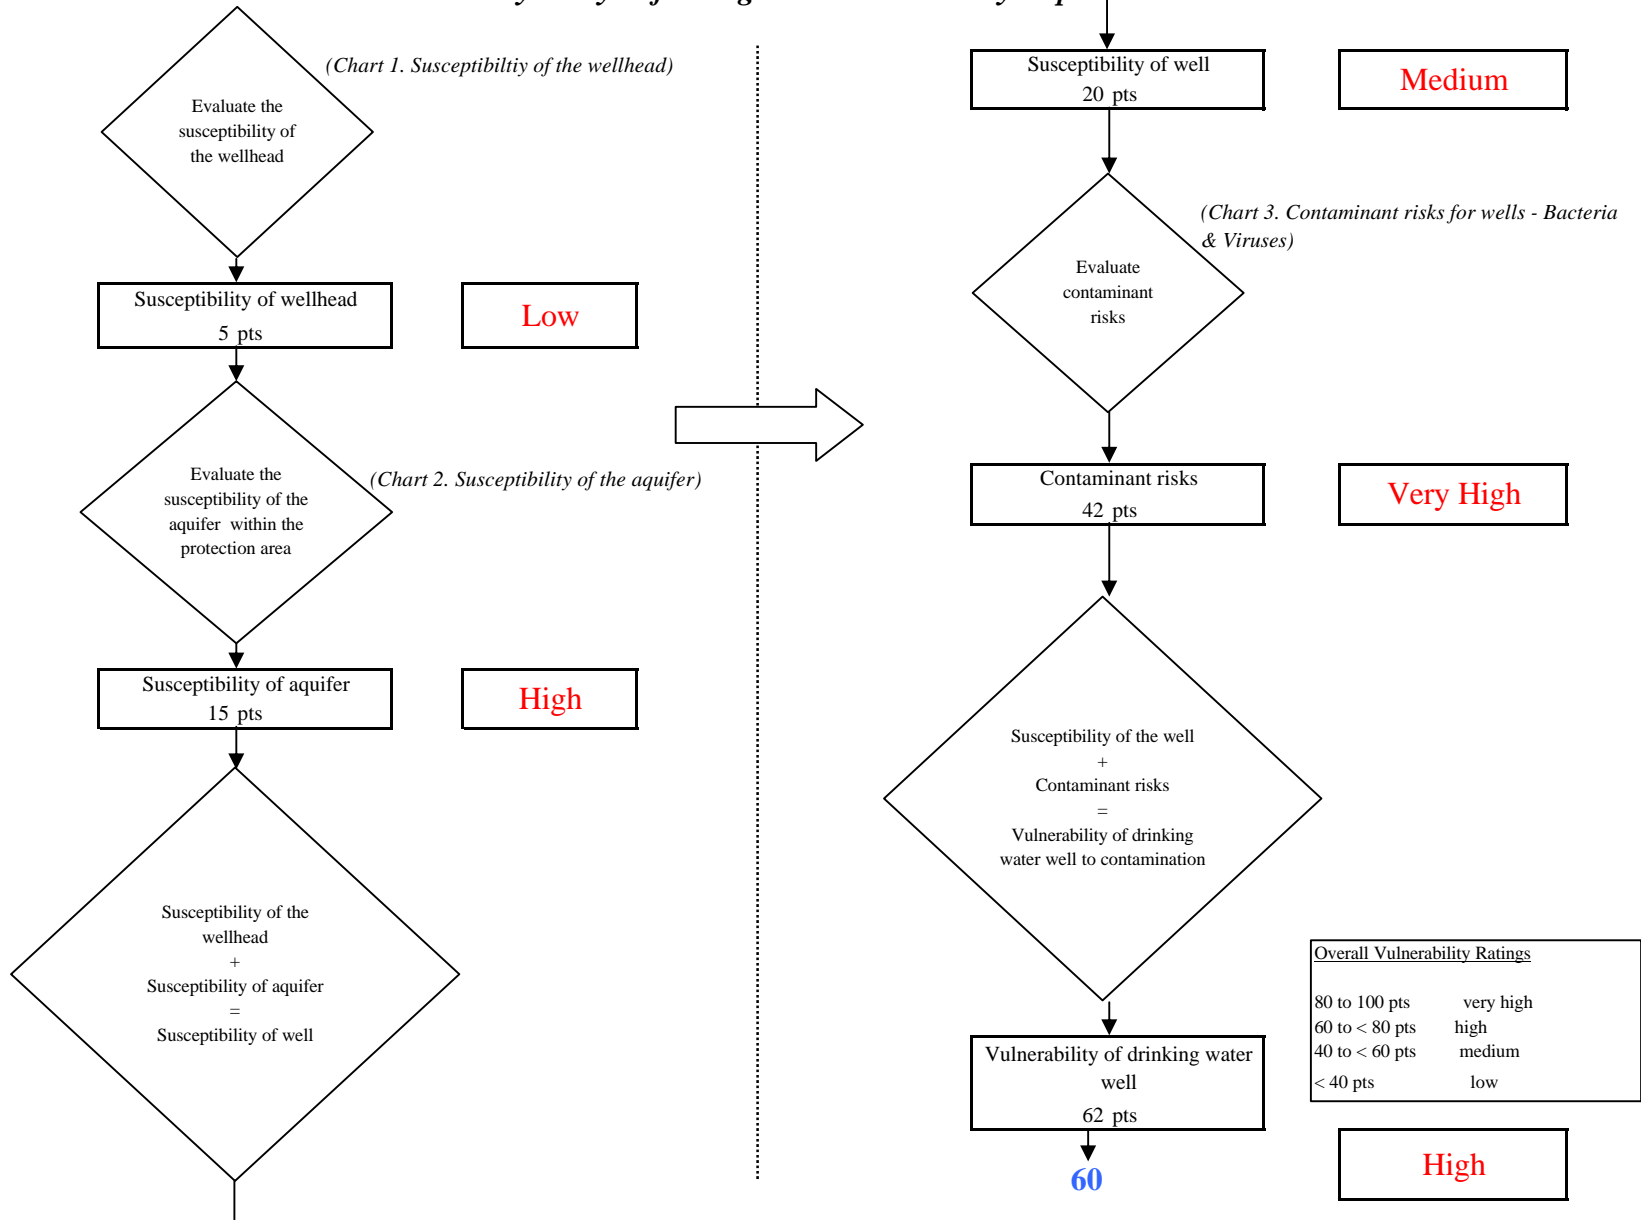 (Chart 1. Susceptibiltiy of the wellhead)
Evaluate the
susceptibility of
the wellhead
Susceptibility of wellhead
5 pts
Low
Evaluate the
susceptibility of the
aquifer within the
protection area
(Chart 2. Susceptibility of the aquifer)
Susceptibility of aquifer
15 pts
High
Susceptibility of the
wellhead
+
Susceptibility of aquifer
=
Susceptibility of well
Susceptibility of well
20 pts
Medium
(Chart 3. Contaminant risks for wells - Bacteria
& Viruses)
Evaluate
contaminant
risks
Contaminant risks
42 pts
Very High
Susceptibility of the well
+
Contaminant risks
=
Vulnerability of drinking
water well to contamination
Overall Vulnerability Ratings
80 to 100 pts very high
60 to < 80 pts high
40 to < 60 pts medium
< 40 pts low
Vulnerability of drinking water
well
62 pts
60
High